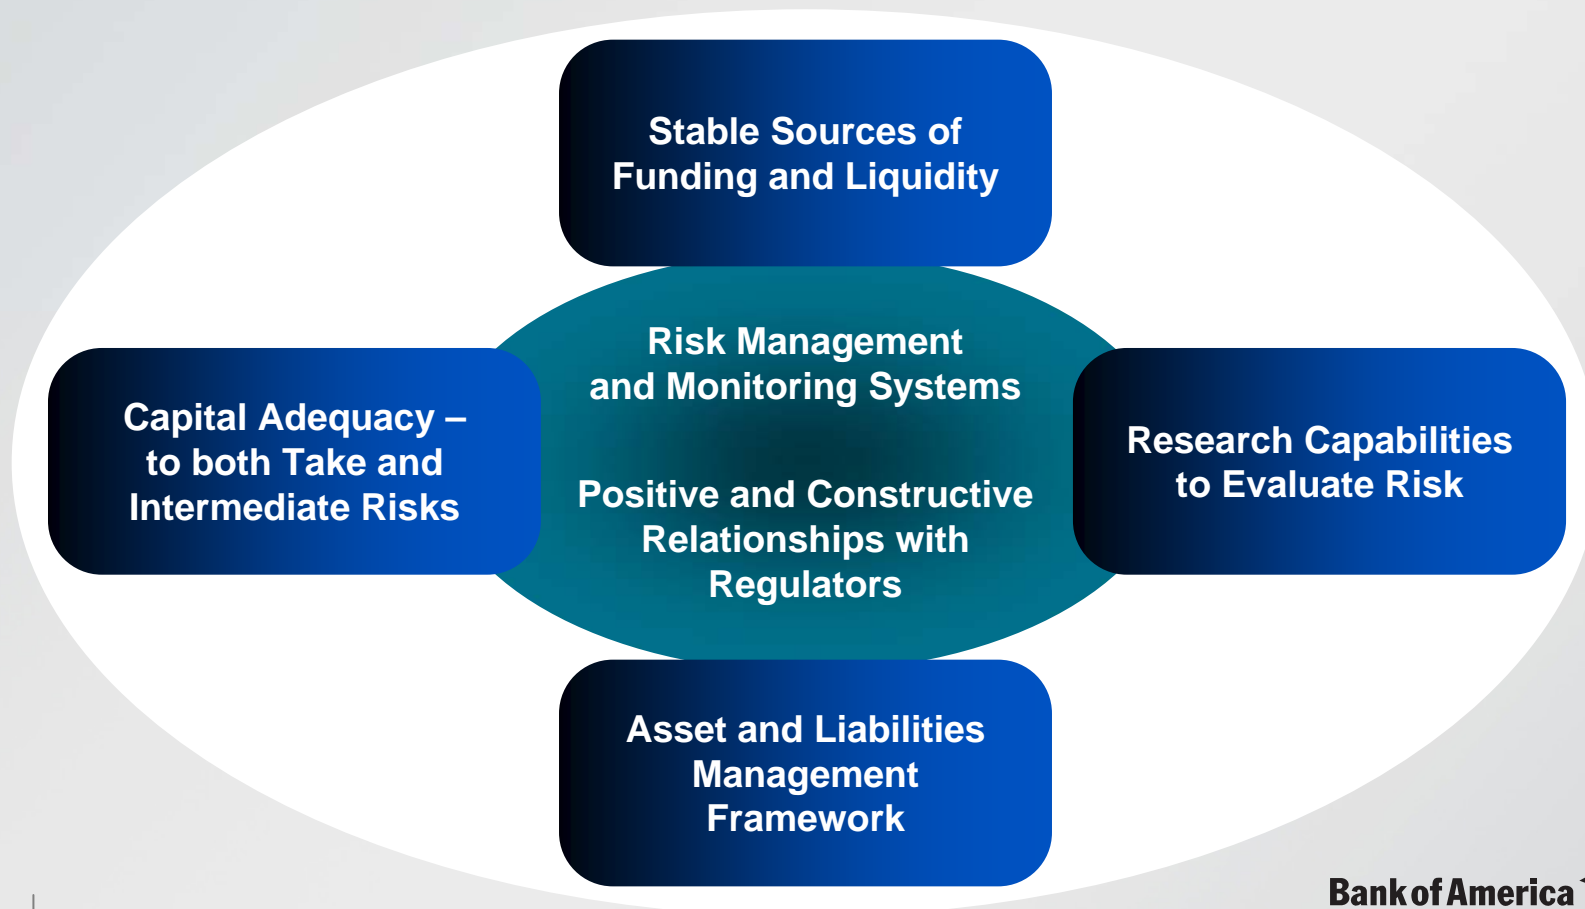 Stable Sources of
Funding and Liquidity
Risk Management
and Monitoring Systems
Capital Adequacy –
to both Take and
Intermediate Risks
Research Capabilities
to Evaluate Risk
Positive and Constructive
Relationships with
Regulators
Asset and Liabilities
Management
Framework
Bank of America